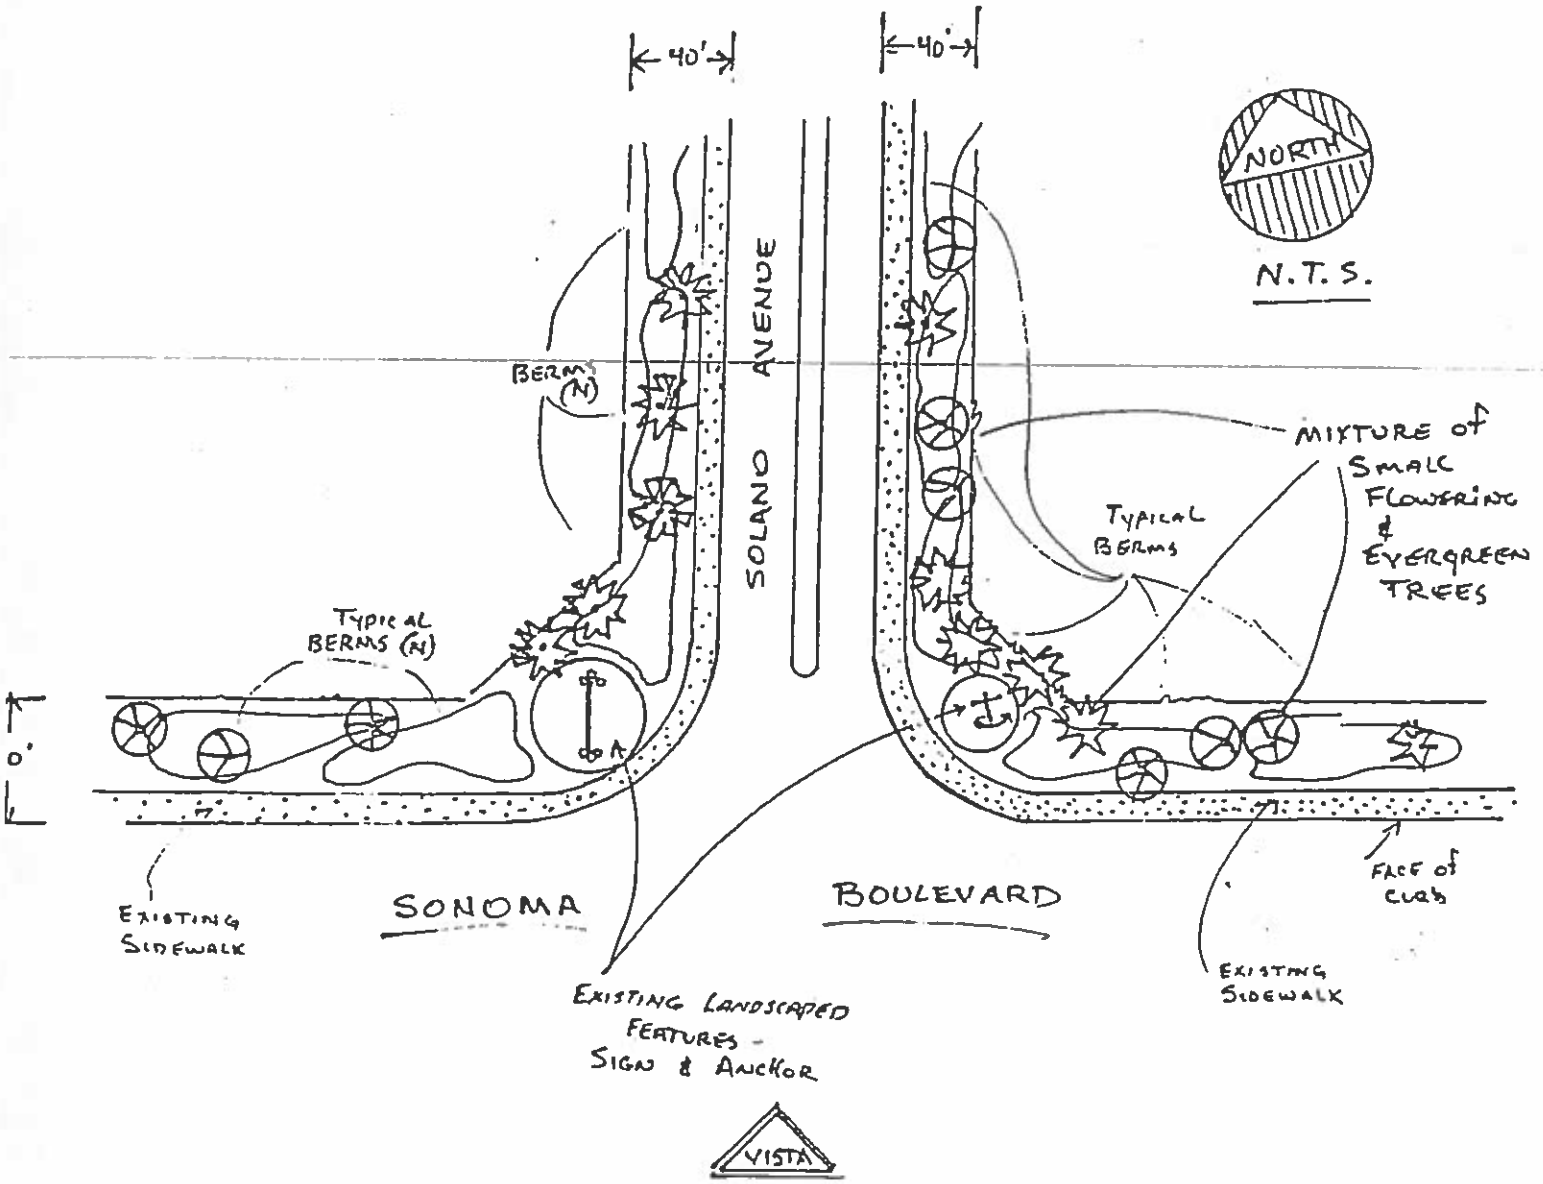 40'
40'
NORTH
N.T.S.
SOLANO AVENUE
BERMS
(N)
MIXTURE of
SMALL
FLOWERING
&
EVERGREEN
TREES
TYPICAL
BERMS
TYPICAL
BERMS (N)
0'
A
SONOMA
BOULEVARD
FACE of
CURB
EXISTING
SIDEWALK
EXISTING
SIDEWALK
EXISTING LANDSCAPED
FEATURES -
SIGN & ANCHOR
VISTA